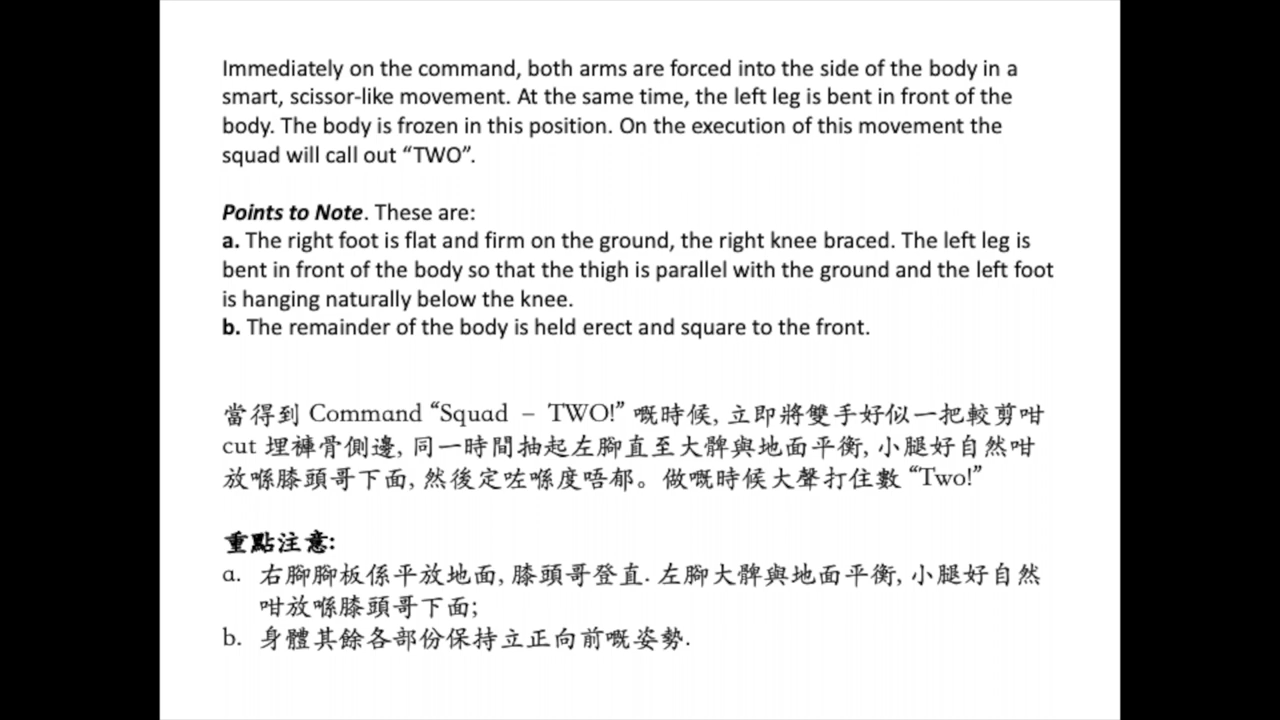 Immediately on the command, both arms are forced into the side of the body in a
smart, scissor-like movement. At the same time, the left leg is bent in front of the
body. The body is frozen in this position. On the execution of this movement the
squad will call out “TWO”.
Points to Note. These are:
a. The right foot is flat and firm on the ground, the right knee braced. The left leg is
bent in front of the body so that the thigh is parallel with the ground and the left foot
is hanging naturally below the knee.
b. The remainder of the body is held erect and square to the front.
當得到 Command “Squad – TWO!” 嘅時候, 立即將雙手好似一把較剪咁
cut 埋褲骨側邊, 同一時間抽起左腳直至大髀與地面平衡, 小腿好自然咁
放喺膝頭哥下面, 然後定咗喺度唔郁。做嘅時候大聲打住數 “Two!”
重點注意:
a. 右腳腳板係平放地面, 膝頭哥登直. 左腳大髀與地面平衡, 小腿好自然
咁放喺膝頭哥下面;
b. 身體其餘各部份保持立正向前嘅姿勢.